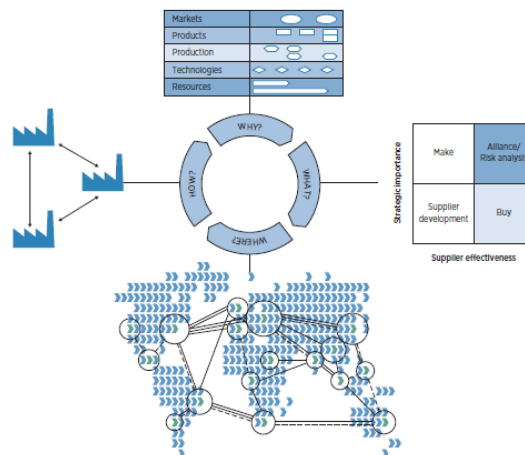 Markets
Products
Production
Technologies
Resources
WHY?
HOW?
WHAT?
WHERE?
Strategic importance
Make
Alliance/
Risk analysis
Supplier
development
Buy
Supplier effectiveness